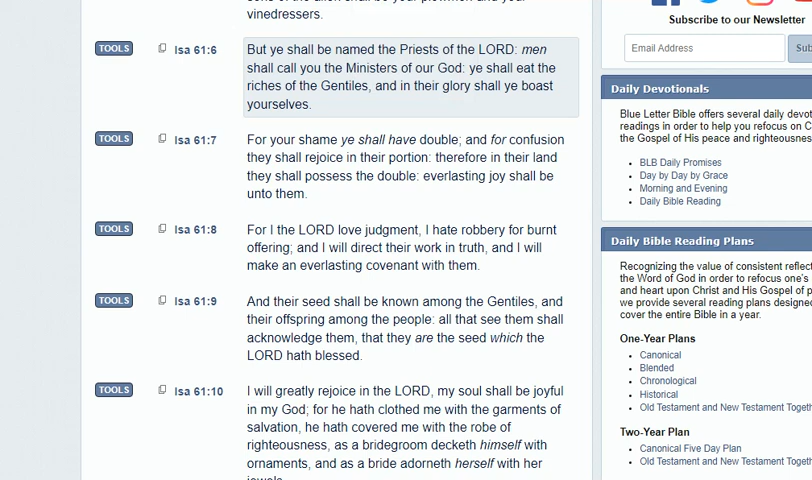 vinedressers.
TOOLS Isa 61:6 But ye shall be named the Priests of the LORD: men
shall call you the Ministers of our God: ye shall eat the
riches of the Gentiles, and in their glory shall ye boast
yourselves.
TOOLS Isa 61:7 For your shame ye shall have double; and for confusion
they shall rejoice in their portion: therefore in their land
they shall possess the double: everlasting joy shall be
unto them.
TOOLS Isa 61:8 For I the LORD love judgment, I hate robbery for burnt
offering; and I will direct their work in truth, and I will
make an everlasting covenant with them.
TOOLS Isa 61:9 And their seed shall be known among the Gentiles, and
their offspring among the people: all that see them shall
acknowledge them, that they are the seed which the
LORD hath blessed.
TOOLS Isa 61:10 I will greatly rejoice in the LORD, my soul shall be joyful
in my God; for he hath clothed me with the garments of
salvation, he hath covered me with the robe of
righteousness, as a bridegroom decketh himself with
ornaments, and as a bride adorneth herself with her
Subscribe to our Newsletter
Email Address
Sub
Daily Devotionals
Blue Letter Bible offers several daily devot
readings in order to help you refocus on C
the Gospel of His peace and righteousnes
BLB Daily Promises
Day by Day by Grace
Morning and Evening
Daily Bible Reading
Daily Bible Reading Plans
Recognizing the value of consistent reflect
the Word of God in order to refocus one's
and heart upon Christ and His Gospel of p
we provide several reading plans designed
cover the entire Bible in a year.
One-Year Plans
Canonical
Blended
Chronological
Historical
Old Testament and New Testament Togeth
Two-Year Plan
Canonical Five Day Plan
Old Testament and New Testament Togeth